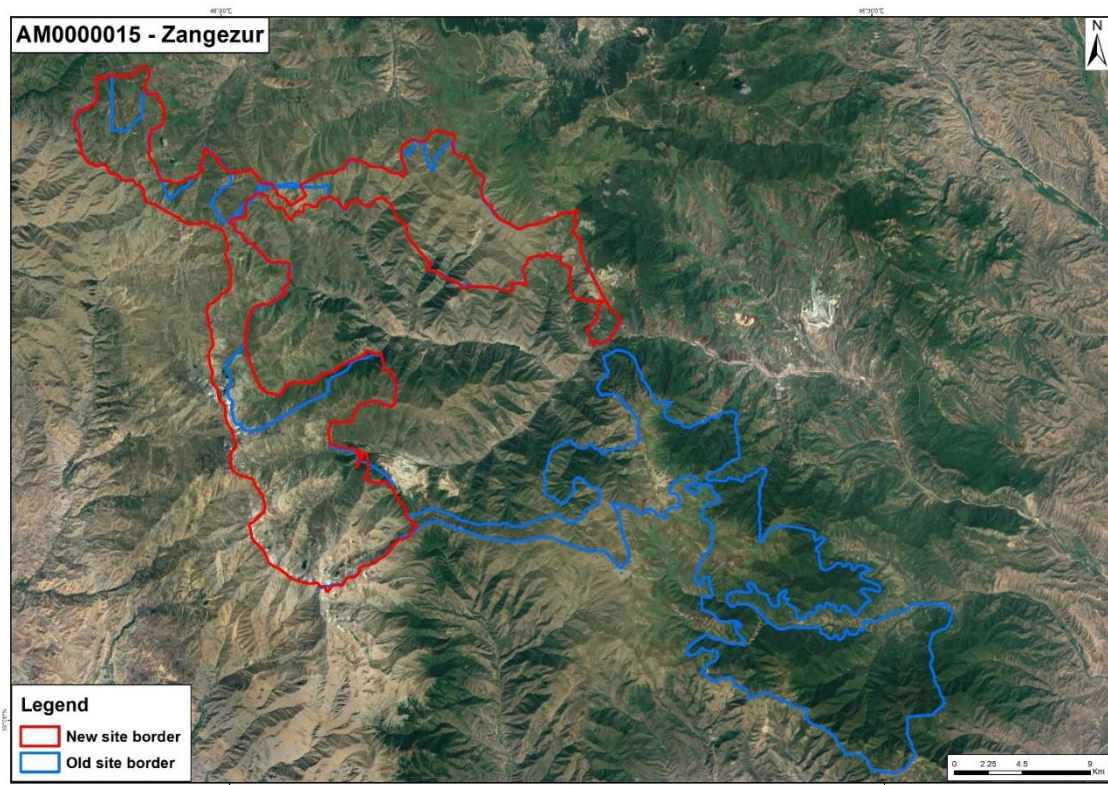 AM0000015 - Zangezur
N
Legend
New site border
Old site border
0 2.25 4.5 9
Km